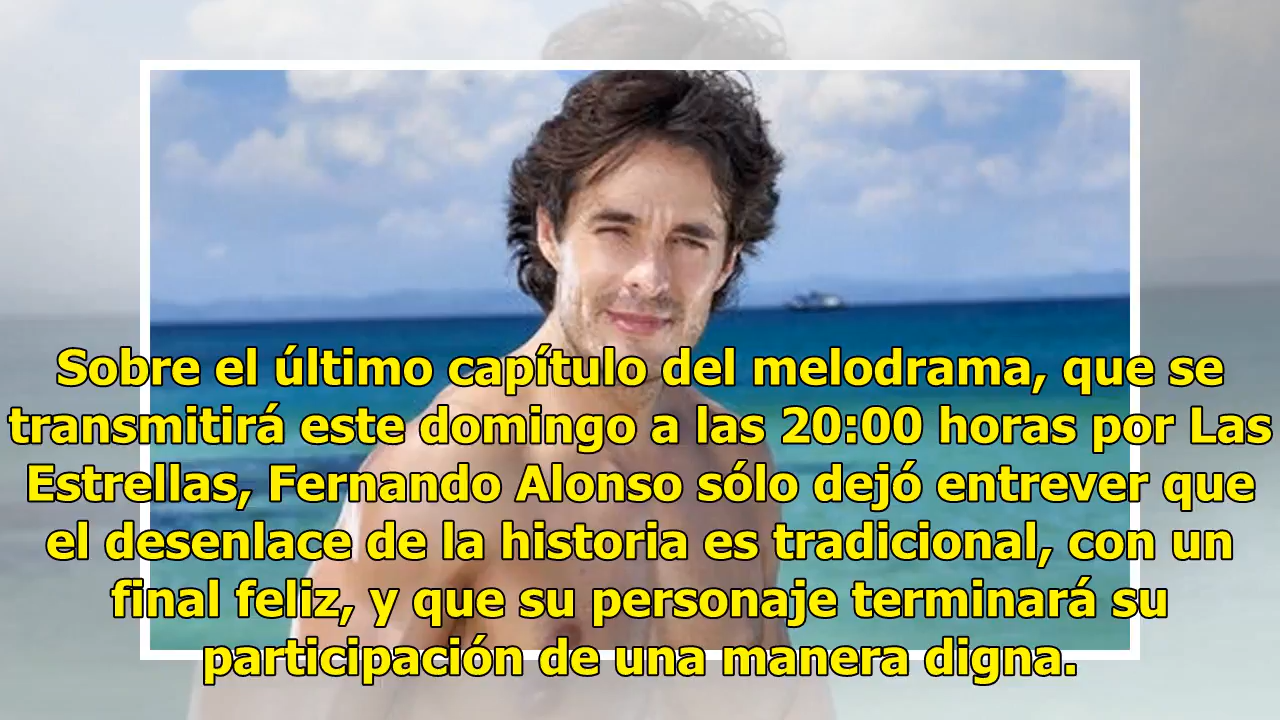 Sobre el último capítulo del melodrama, que se
transmitirá este domingo a las 20:00 horas por Las
Estrellas, Fernando Alonso sólo dejó entrever que
el desenlace de la historia es tradicional, con un
final feliz, y que su personaje terminará su
participación de una manera digna.